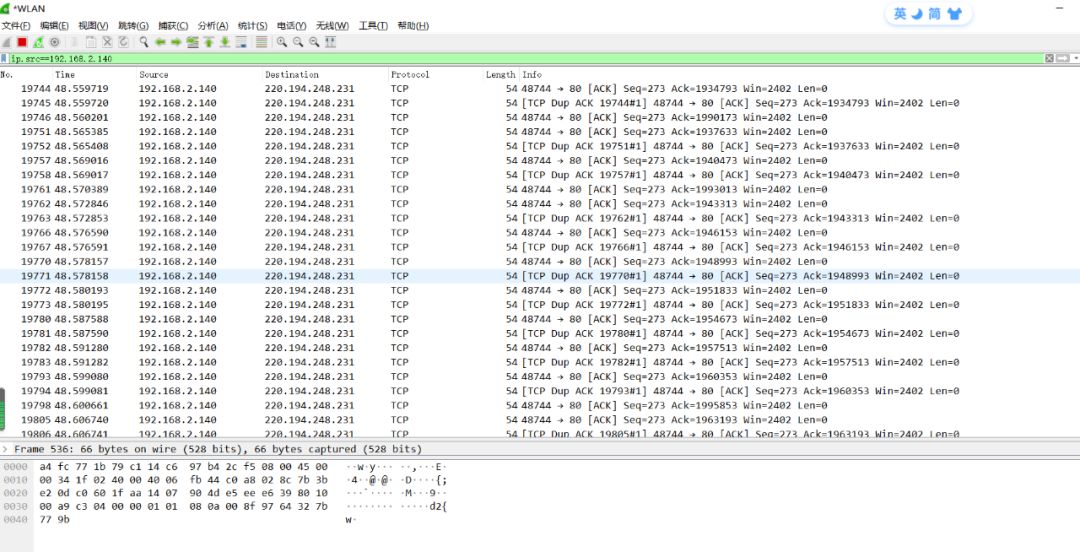 *WLAN
英 简
文件(F) 编辑(E) 视图(V) 跳转(G) 捕获(C) 分析(A) 统计(S) 电话(Y) 无线(W) 工具(T) 帮助(H)
ip.src==192.168.2.140
No. Time Source Destination Protocol Length Info
19744 48.559719 192.168.2.140 220.194.248.231 TCP 54 48744 → 80 [ACK] Seq=273 Ack=1934793 Win=2402 Len=0
19745 48.559720 192.168.2.140 220.194.248.231 TCP 54 [TCP Dup ACK 19744#1] 48744 → 80 [ACK] Seq=273 Ack=1934793 Win=2402 Len=0
19746 48.560201 192.168.2.140 220.194.248.231 TCP 54 48744 → 80 [ACK] Seq=273 Ack=1990173 Win=2402 Len=0
19751 48.565385 192.168.2.140 220.194.248.231 TCP 54 48744 → 80 [ACK] Seq=273 Ack=1937633 Win=2402 Len=0
19752 48.565408 192.168.2.140 220.194.248.231 TCP 54 [TCP Dup ACK 19751#1] 48744 → 80 [ACK] Seq=273 Ack=1937633 Win=2402 Len=0
19757 48.569016 192.168.2.140 220.194.248.231 TCP 54 48744 → 80 [ACK] Seq=273 Ack=1940473 Win=2402 Len=0
19758 48.569017 192.168.2.140 220.194.248.231 TCP 54 [TCP Dup ACK 19757#1] 48744 → 80 [ACK] Seq=273 Ack=1940473 Win=2402 Len=0
19761 48.570389 192.168.2.140 220.194.248.231 TCP 54 48744 → 80 [ACK] Seq=273 Ack=1993013 Win=2402 Len=0
19762 48.572846 192.168.2.140 220.194.248.231 TCP 54 48744 → 80 [ACK] Seq=273 Ack=1943313 Win=2402 Len=0
19763 48.572853 192.168.2.140 220.194.248.231 TCP 54 [TCP Dup ACK 19762#1] 48744 → 80 [ACK] Seq=273 Ack=1943313 Win=2402 Len=0
19766 48.576590 192.168.2.140 220.194.248.231 TCP 54 48744 → 80 [ACK] Seq=273 Ack=1946153 Win=2402 Len=0
19767 48.576591 192.168.2.140 220.194.248.231 TCP 54 [TCP Dup ACK 19766#1] 48744 → 80 [ACK] Seq=273 Ack=1946153 Win=2402 Len=0
19770 48.578157 192.168.2.140 220.194.248.231 TCP 54 48744 → 80 [ACK] Seq=273 Ack=1948993 Win=2402 Len=0
19771 48.578158 192.168.2.140 220.194.248.231 TCP 54 [TCP Dup ACK 19770#1] 48744 → 80 [ACK] Seq=273 Ack=1948993 Win=2402 Len=0
19772 48.580193 192.168.2.140 220.194.248.231 TCP 54 48744 → 80 [ACK] Seq=273 Ack=1951833 Win=2402 Len=0
19773 48.580195 192.168.2.140 220.194.248.231 TCP 54 [TCP Dup ACK 19772#1] 48744 → 80 [ACK] Seq=273 Ack=1951833 Win=2402 Len=0
19780 48.587588 192.168.2.140 220.194.248.231 TCP 54 48744 → 80 [ACK] Seq=273 Ack=1954673 Win=2402 Len=0
19781 48.587590 192.168.2.140 220.194.248.231 TCP 54 [TCP Dup ACK 19780#1] 48744 → 80 [ACK] Seq=273 Ack=1954673 Win=2402 Len=0
19782 48.591280 192.168.2.140 220.194.248.231 TCP 54 48744 → 80 [ACK] Seq=273 Ack=1957513 Win=2402 Len=0
19783 48.591282 192.168.2.140 220.194.248.231 TCP 54 [TCP Dup ACK 19782#1] 48744 → 80 [ACK] Seq=273 Ack=1957513 Win=2402 Len=0
19793 48.599080 192.168.2.140 220.194.248.231 TCP 54 48744 → 80 [ACK] Seq=273 Ack=1960353 Win=2402 Len=0
19794 48.599081 192.168.2.140 220.194.248.231 TCP 54 [TCP Dup ACK 19793#1] 48744 → 80 [ACK] Seq=273 Ack=1960353 Win=2402 Len=0
19798 48.600661 192.168.2.140 220.194.248.231 TCP 54 48744 → 80 [ACK] Seq=273 Ack=1995853 Win=2402 Len=0
19805 48.606740 192.168.2.140 220.194.248.231 TCP 54 48744 → 80 [ACK] Seq=273 Ack=1963193 Win=2402 Len=0
19806 48.606741 192.168.2.140 220.194.248.231 TCP 54 [TCP Dup ACK 19805#1] 48744 → 80 [ACK] Seq=273 Ack=1963193 Win=2402 Len=0
Frame 536: 66 bytes on wire (528 bits), 66 bytes captured (528 bits)
0000 a4 fc 77 1b 79 c1 14 c6 97 b4 2c f5 08 00 45 00 ··w·y··· ··,···E·
0010 00 34 1f 02 40 00 40 06 fb 44 c0 a8 02 8c 7b 3b ·4··@·@· ·D····{;
0020 e2 0d c0 60 1f aa 14 07 90 4d e5 ee e6 39 80 10 ···`···· ·M···9··
0030 00 a9 c3 04 00 00 01 01 08 0a 00 8f 97 64 32 7b ········ ·····d2{
0040 77 9b w·